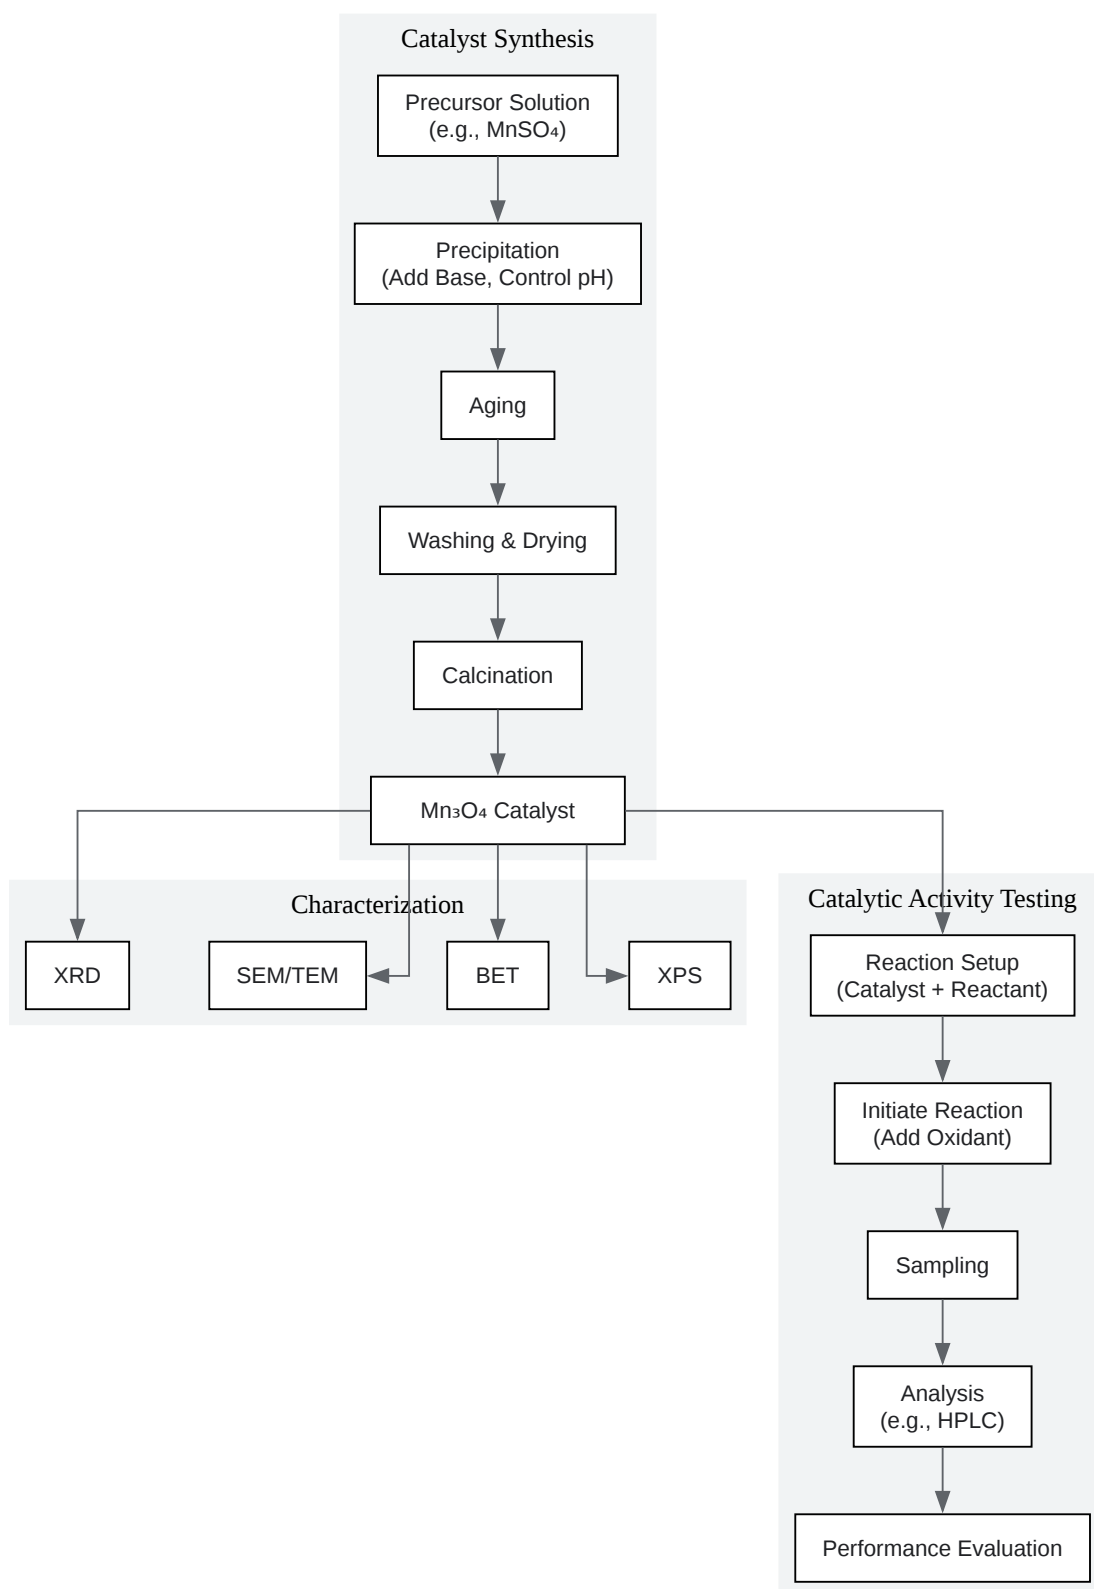 Catalyst Synthesis
Precursor Solution
(e.g., MnSO₄)
Precipitation
(Add Base, Control pH)
Aging
Washing & Drying
Calcination
Mn₃O₄ Catalyst
Characterization
XRD
SEM/TEM
BET
XPS
Catalytic Activity Testing
Reaction Setup
(Catalyst + Reactant)
Initiate Reaction
(Add Oxidant)
Sampling
Analysis
(e.g., HPLC)
Performance Evaluation